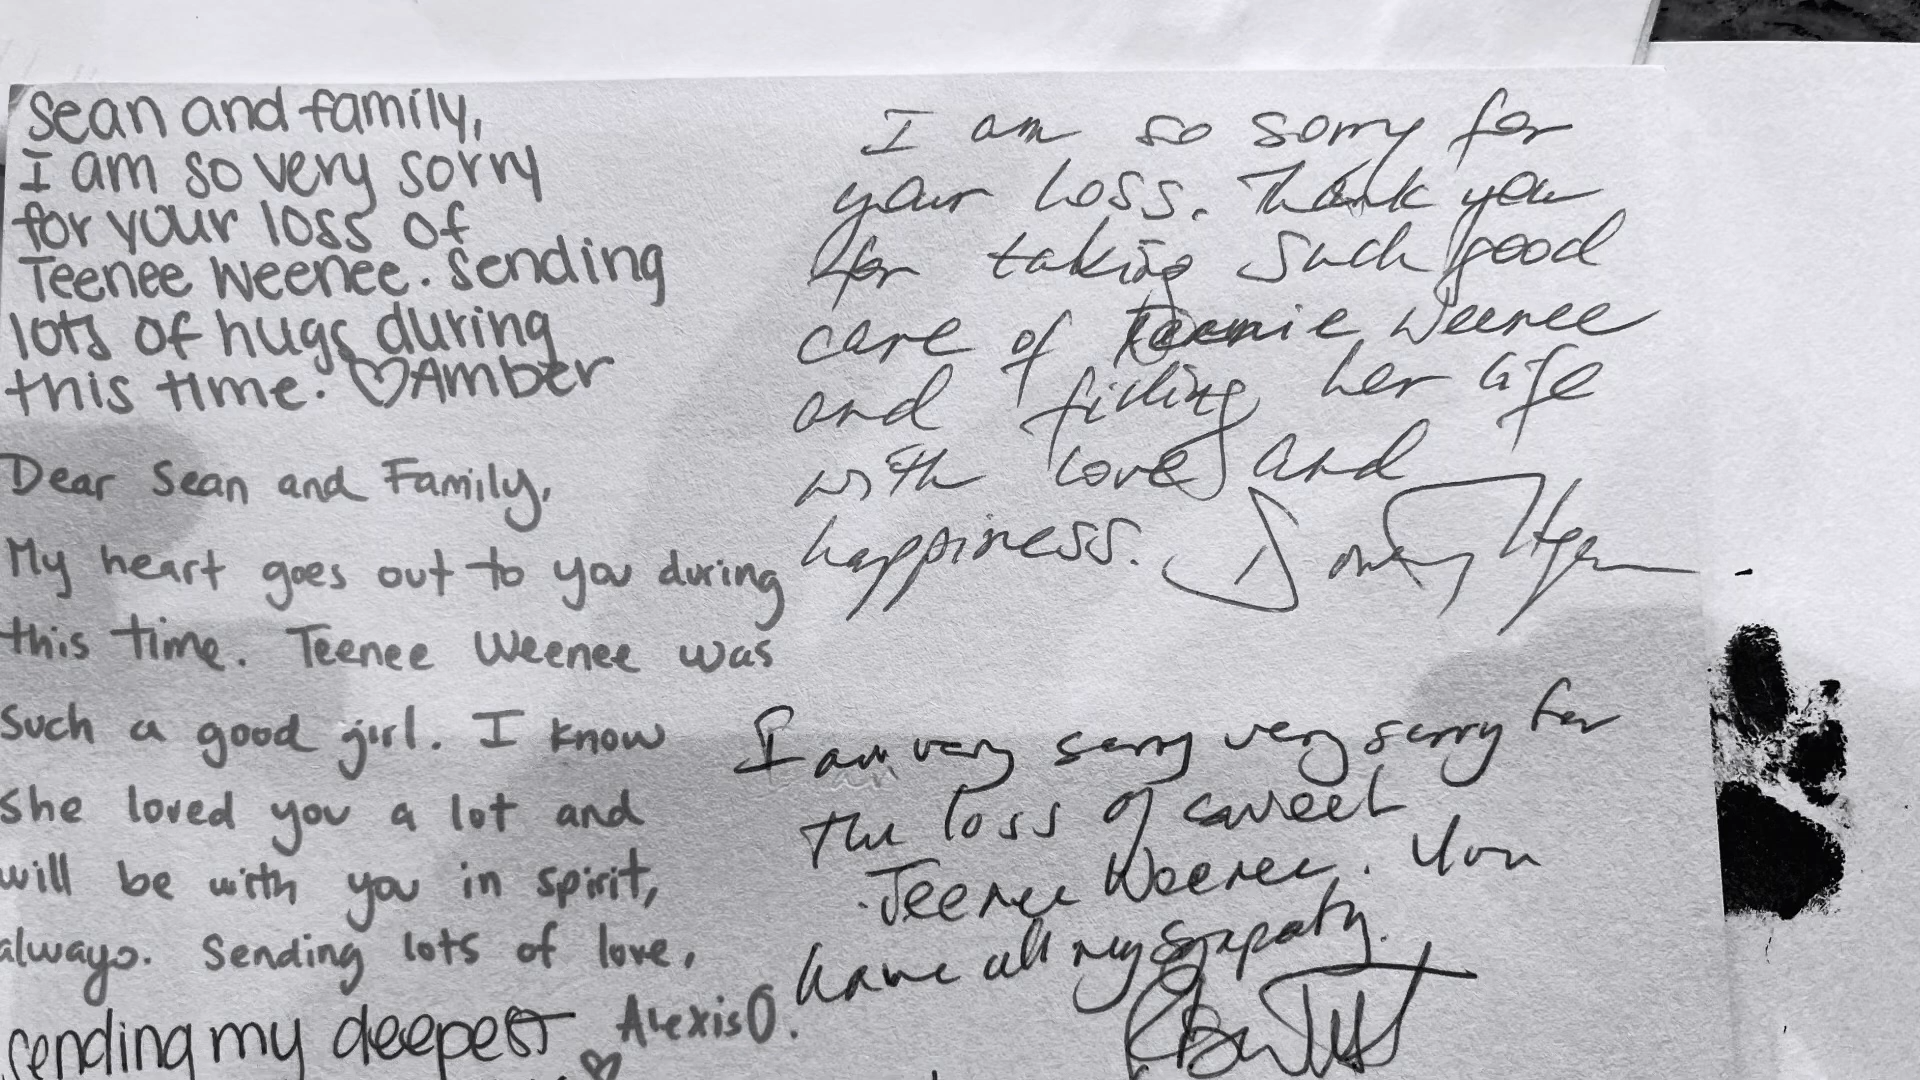 Sean and family,
I am so very sorry
for your loss of
Teenee Weenee. Sending
lots of hugs during
this time. ♡Amber
Dear Sean and Family,
My heart goes out to you during
this time. Teenee Weenee was
such a good girl. I know
she loved you a lot and
will be with you in spirit,
always. Sending lots of love,
Alexis O.
sending my deepest
I am so sorry for
your loss. Thank you
for taking such good
care of Teenie Weenee
and filling her life
with love and
happiness.
I am very sorry very sorry for
the loss of sweet
Teenee Weenee. You
have all my sympaty.